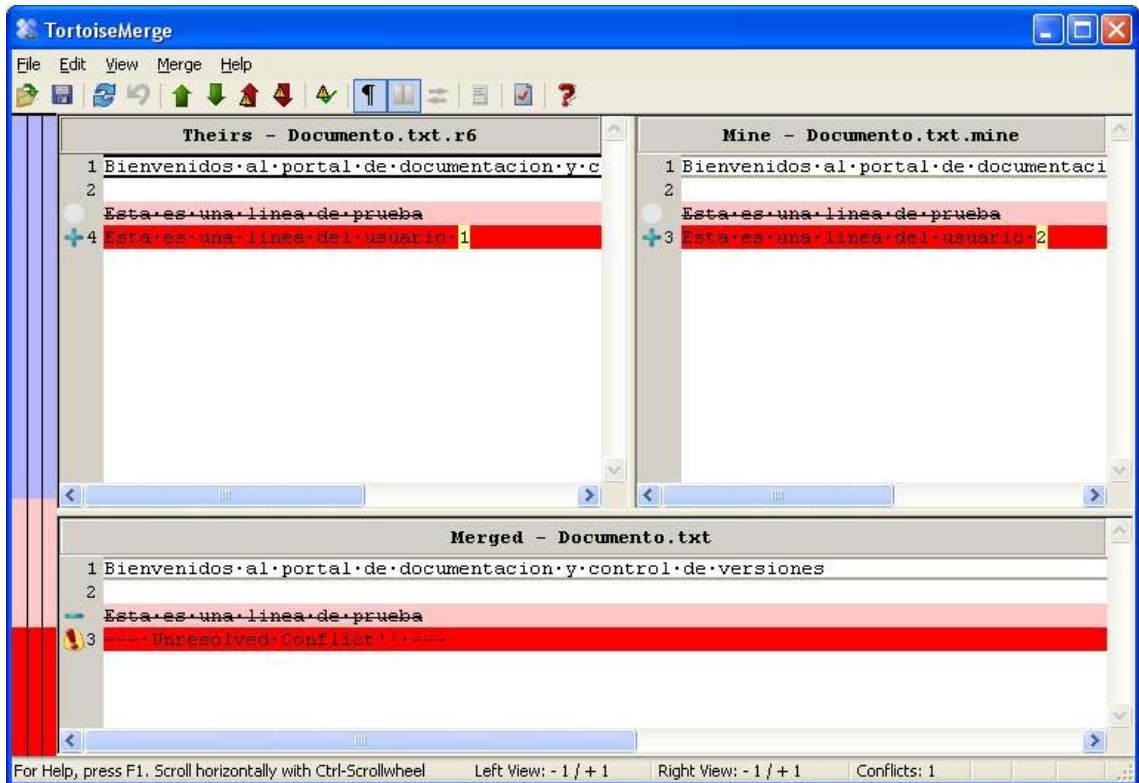 TortoiseMerge
File Edit View Merge Help
Theirs - Documento.txt.r6
1 Bienvenidos·al·portal·de·documentacion·y·c
2
Esta·es·una·linea·de·prueba
4 Esta·es·una·linea·del·usuario·1
Mine - Documento.txt.mine
1 Bienvenidos·al·portal·de·documentaci
2
Esta·es·una·linea·de·prueba
3 Esta·es·una·linea·del·usuario·2
Merged - Documento.txt
1 Bienvenidos·al·portal·de·documentacion·y·control·de·versiones
2
Esta·es·una·linea·de·prueba
3 ---·Unresolved·Conflict!!·---
For Help, press F1. Scroll horizontally with Ctrl-Scrollwheel Left View: - 1 / + 1 Right View: - 1 / + 1 Conflicts: 1